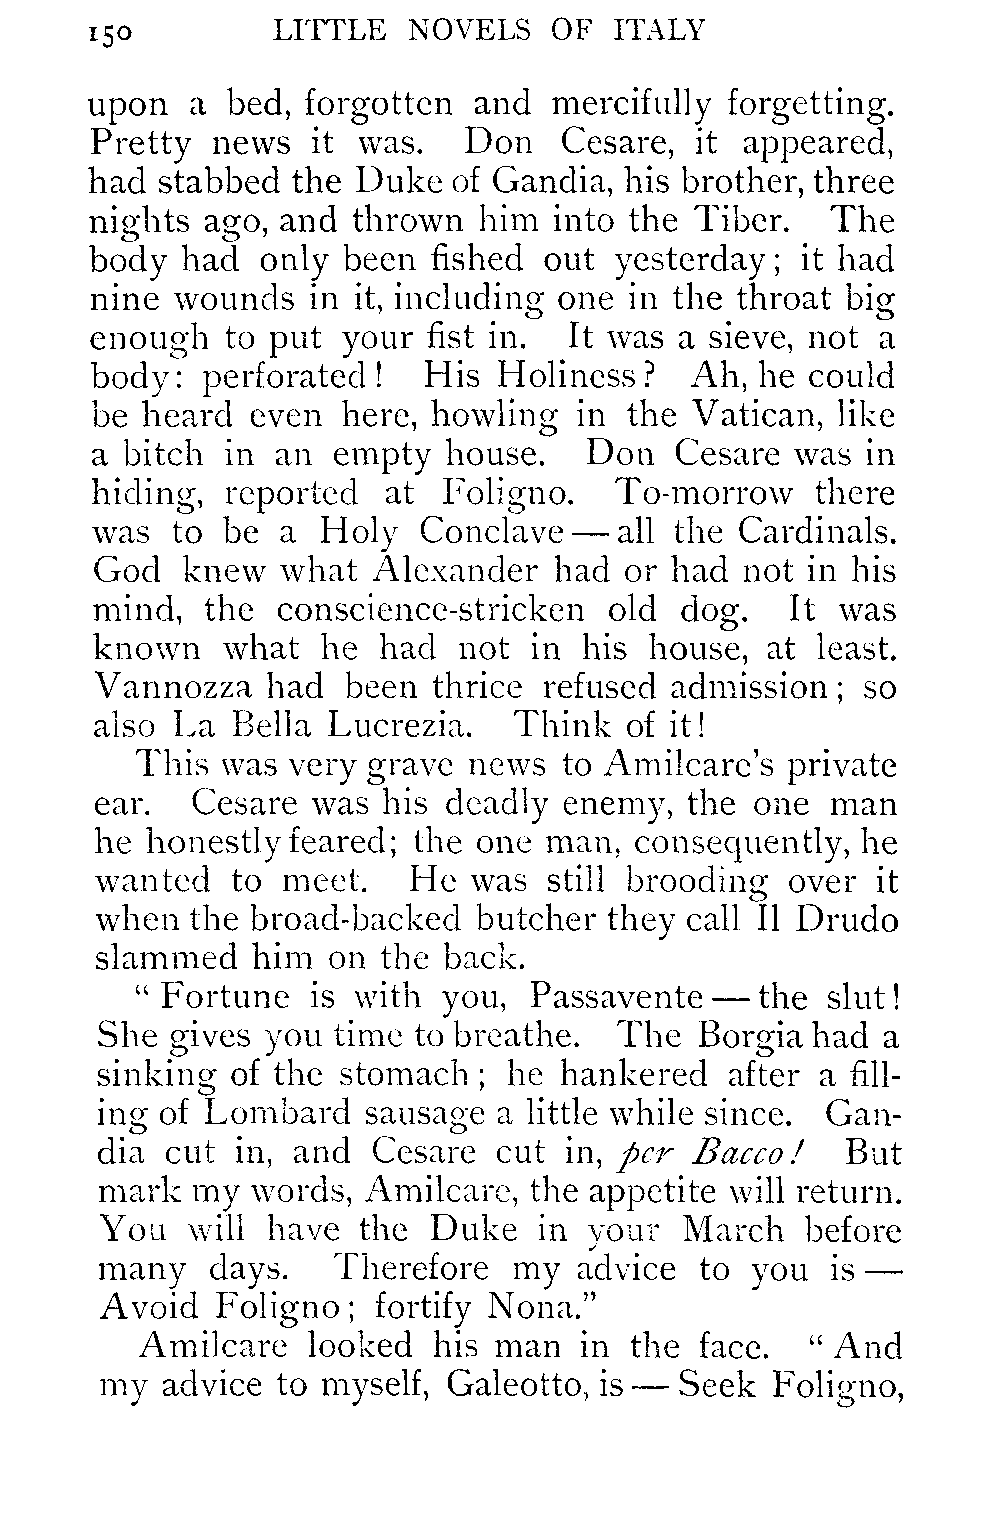 150 LITTLE NOVELS OF ITALY
upon a bed, forgotten and mercifully forgetting.
Pretty news it was. Don Cesare, it appeared,
had stabbed the Duke of Gandia, his brother, three
nights ago, and thrown him into the Tiber. The
body had only been fished out yesterday; it had
nine wounds in it, including one in the throat big
enough to put your fist in. It was a sieve, not a
body: perforated! His Holiness? Ah, he could
be heard even here, howling in the Vatican, like
a bitch in an empty house. Don Cesare was in
hiding, reported at Foligno. To-morrow there
was to be a Holy Conclave — all the Cardinals.
God knew what Alexander had or had not in his
mind, the conscience-stricken old dog. It was
known what he had not in his house, at least.
Vannozza had been thrice refused admission; so
also La Bella Lucrezia. Think of it!
This was very grave news to Amilcare's private
ear. Cesare was his deadly enemy, the one man
he honestly feared; the one man, consequently, he
wanted to meet. He was still brooding over it
when the broad-backed butcher they call Il Drudo
slammed him on the back.
"Fortune is with you, Passavente — the slut!
She gives you time to breathe. The Borgia had a
sinking of the stomach; he hankered after a fill-
ing of Lombard sausage a little while since. Gan-
dia cut in, and Cesare cut in, per Bacco! But
mark my words, Amilcare, the appetite will return.
You will have the Duke in your March before
many days. Therefore my advice to you is —
Avoid Foligno; fortify Nona."
Amilcare looked his man in the face. "And
my advice to myself, Galeotto, is — Seek Foligno,